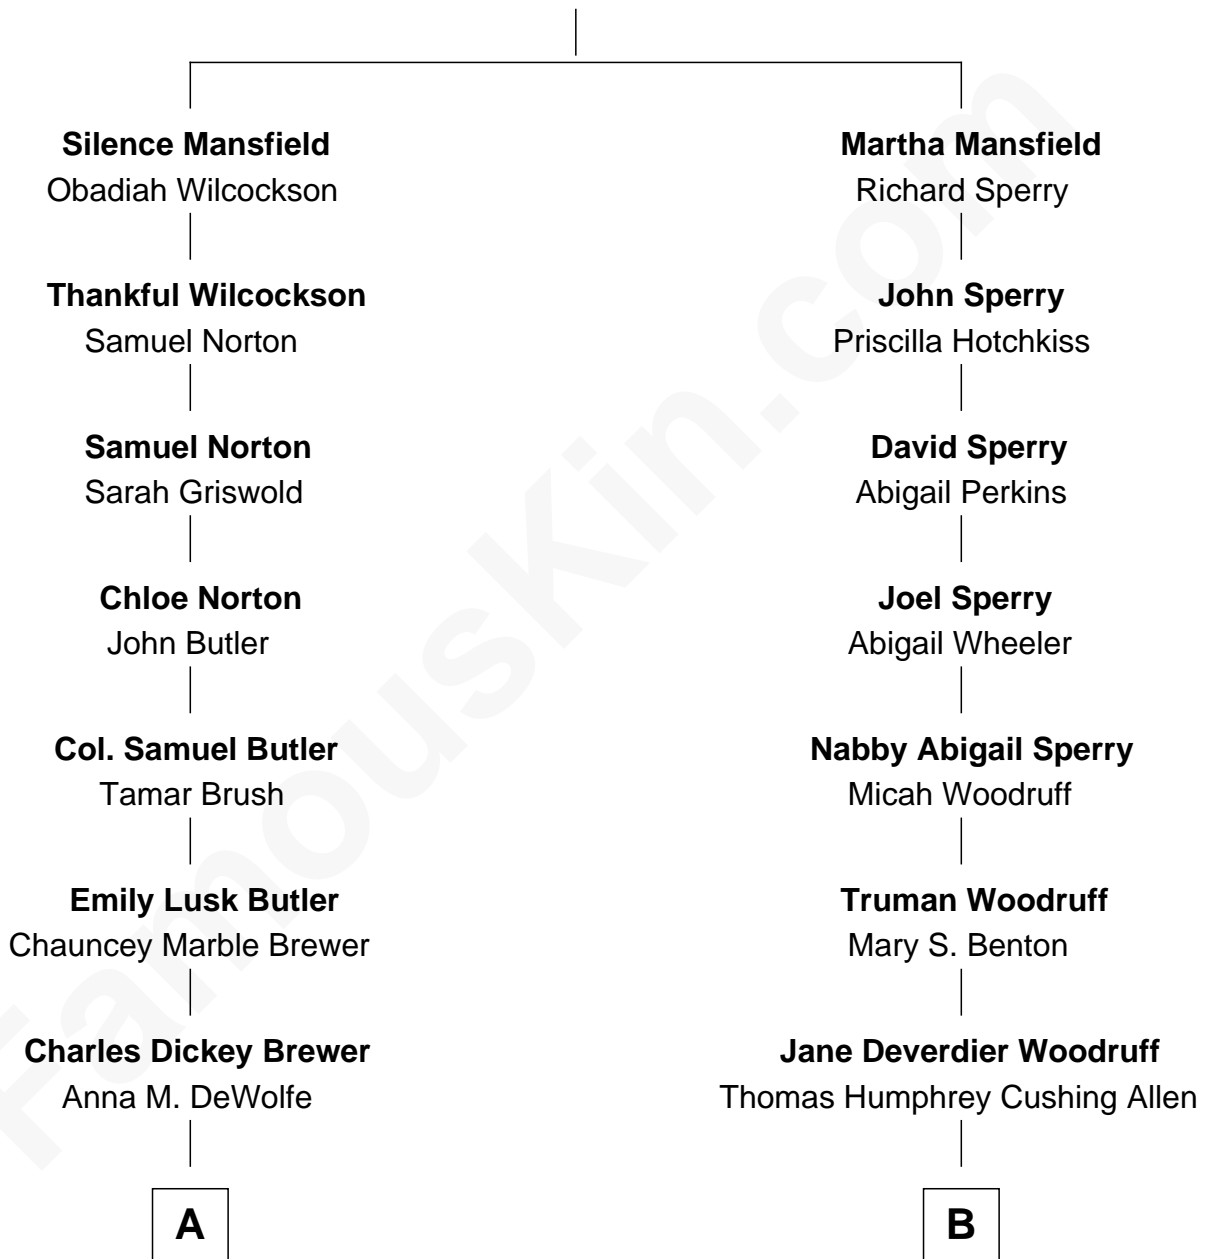 Silence Mansfield
Obadiah Wilcockson
Thankful Wilcockson
Samuel Norton
Samuel Norton
Sarah Griswold
Chloe Norton
John Butler
Col. Samuel Butler
Tamar Brush
Emily Lusk Butler
Chauncey Marble Brewer
Charles Dickey Brewer
Anna M. DeWolfe
A
Martha Mansfield
Richard Sperry
John Sperry
Priscilla Hotchkiss
David Sperry
Abigail Perkins
Joel Sperry
Abigail Wheeler
Nabby Abigail Sperry
Micah Woodruff
Truman Woodruff
Mary S. Benton
Jane Deverdier Woodruff
Thomas Humphrey Cushing Allen
B
FamousKin.com